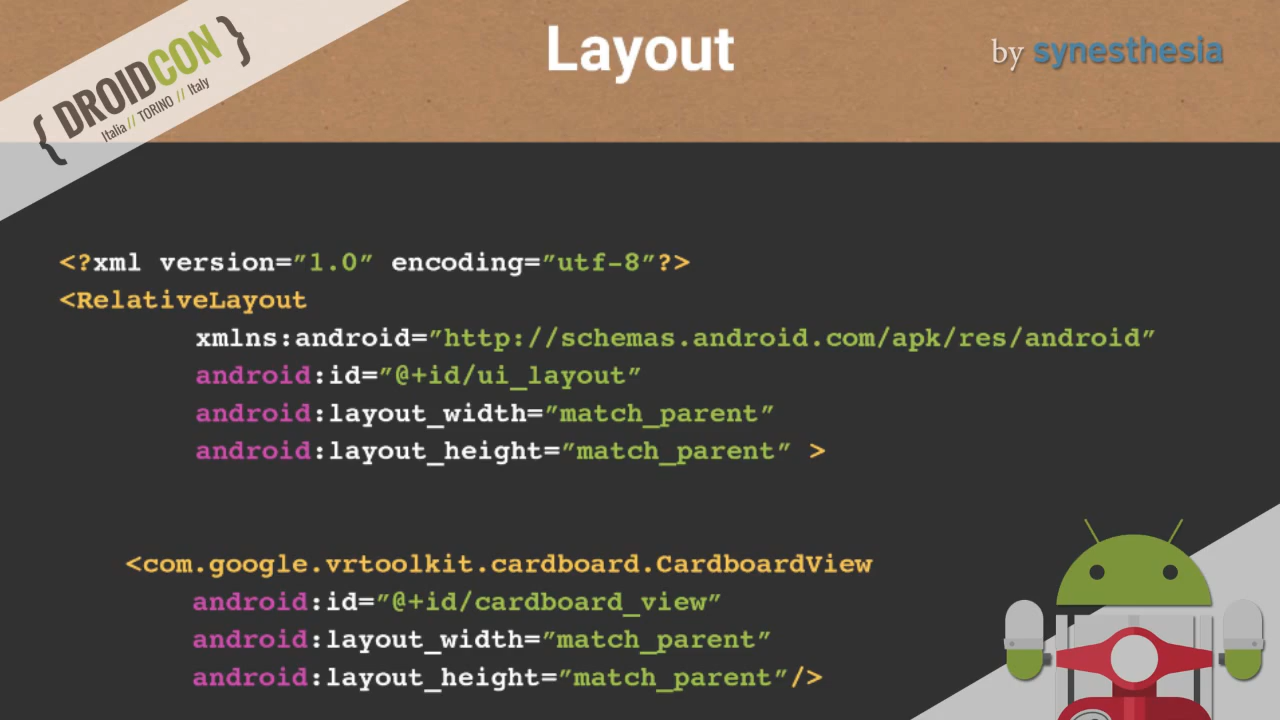 { DROIDCON }
Italia // TORINO // Italy
Layout
by synesthesia
<?xml version=”1.0” encoding=”utf-8”?>
<RelativeLayout
xmlns:android=”http://schemas.android.com/apk/res/android”
android:id=”@+id/ui_layout”
android:layout_width=”match_parent”
android:layout_height=”match_parent” >
<com.google.vrtoolkit.cardboard.CardboardView
android:id=”@+id/cardboard_view”
android:layout_width=”match_parent”
android:layout_height=”match_parent”/>